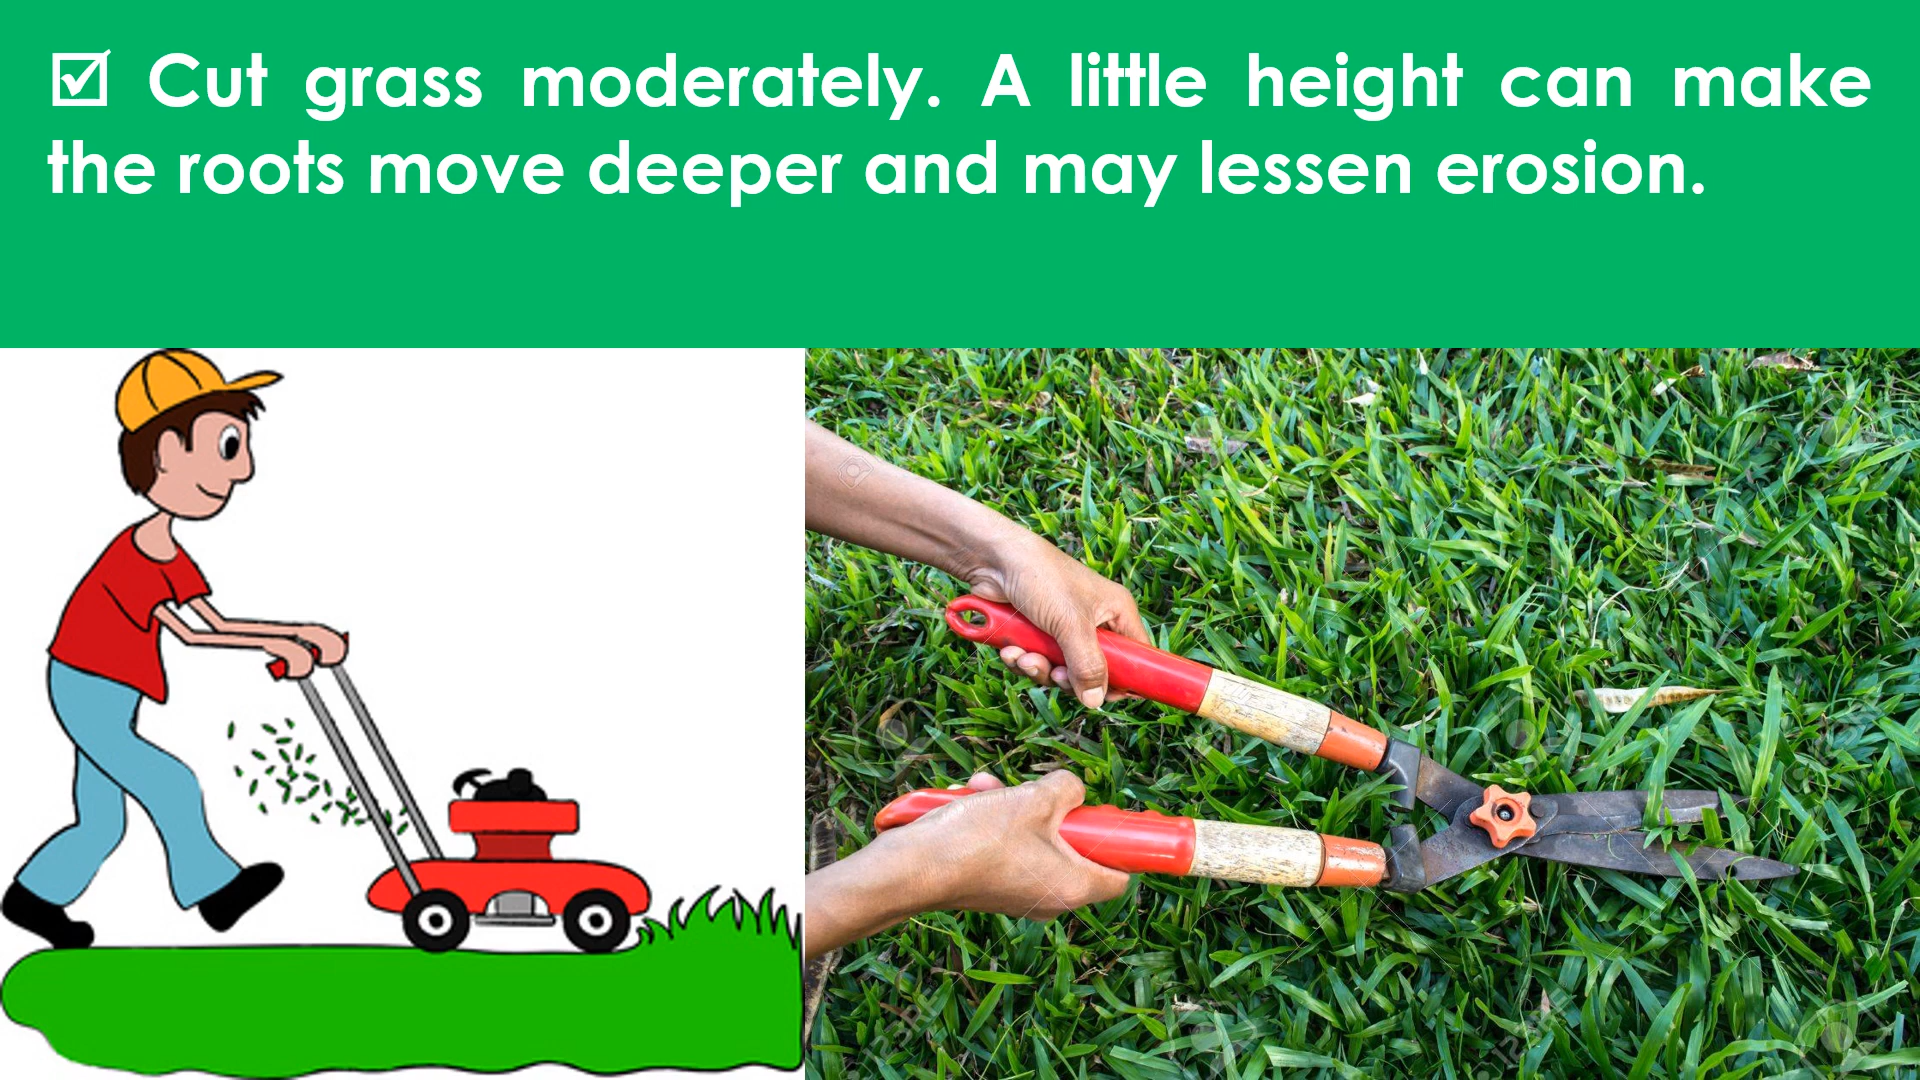 ☑ Cut grass moderately. A little height can make
the roots move deeper and may lessen erosion.